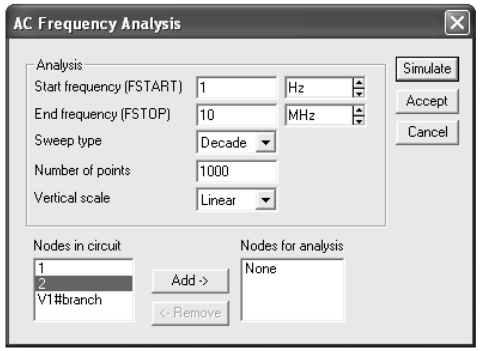 AC Frequency Analysis
Analysis
Start frequency (FSTART) 1 Hz
End frequency (FSTOP) 10 MHz
Sweep type Decade
Number of points 1000
Vertical scale Linear
Simulate
Accept
Cancel
Nodes in circuit
1
2
V1#branch
Add ->
<- Remove
Nodes for analysis
None